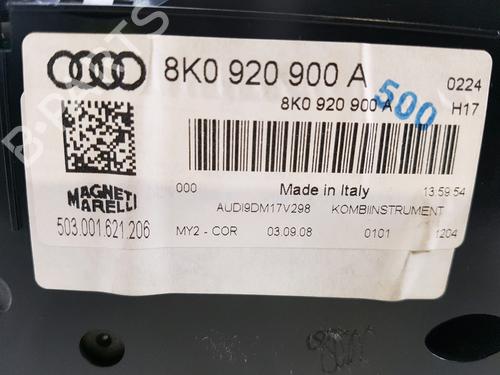 8K0 920 900 A
0224
8K0 920 900 A
500
H17
000
Made in Italy
13:59:54
MAGNETI
MARELLI
AUDI9DM17V298
KOMBIINSTRUMENT
503.001.621.206
MY2 - COR
03.09.08
0101
1204
B-PARTS